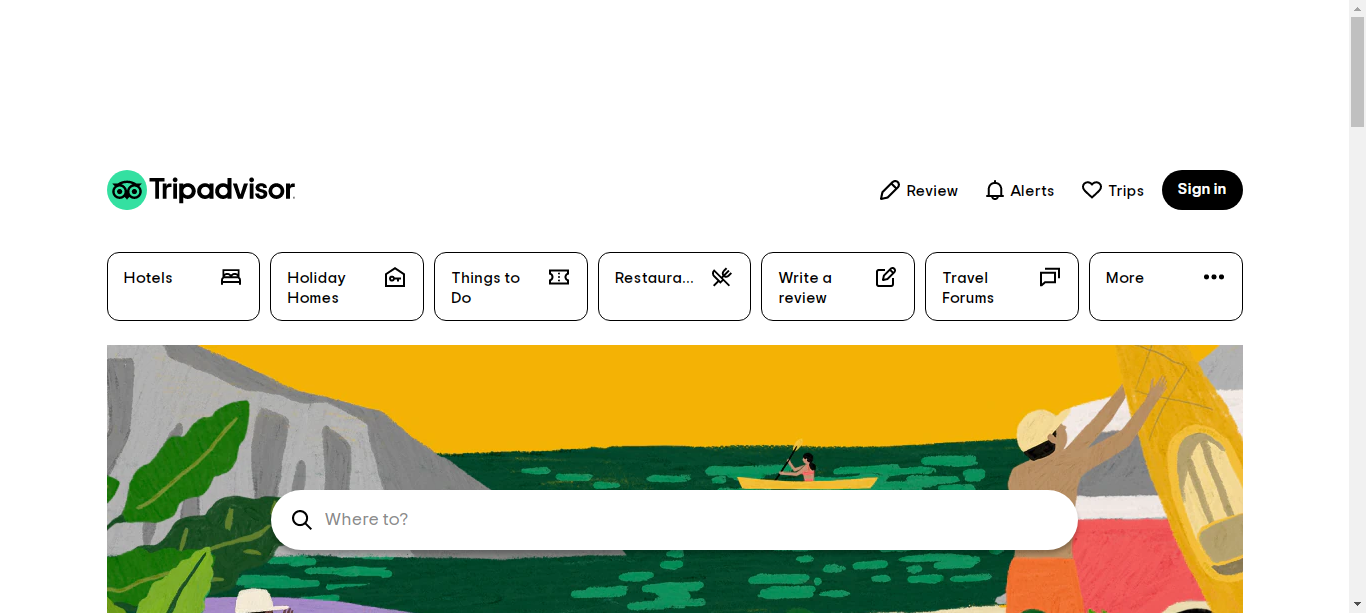 Tripadvisor
Review
Alerts
Trips
Sign in
Hotels
Holiday
Homes
Things to
Do
Restaura...
Write a
review
Travel
Forums
More
Where to?